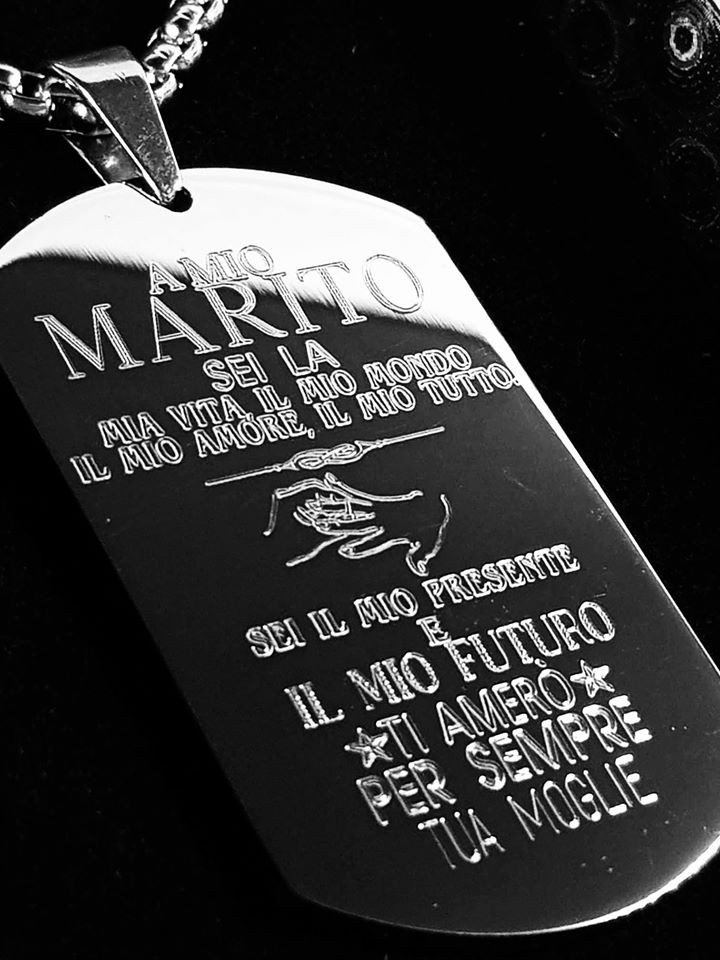 A MIO
MARITO
SEI LA
MIA VITA, IL MIO MONDO
IL MIO AMORE, IL MIO TUTTO.
SEI IL MIO PRESENTE
E
IL MIO FUTURO
TI AMERÒ
PER SEMPRE
TUA MOGLIE